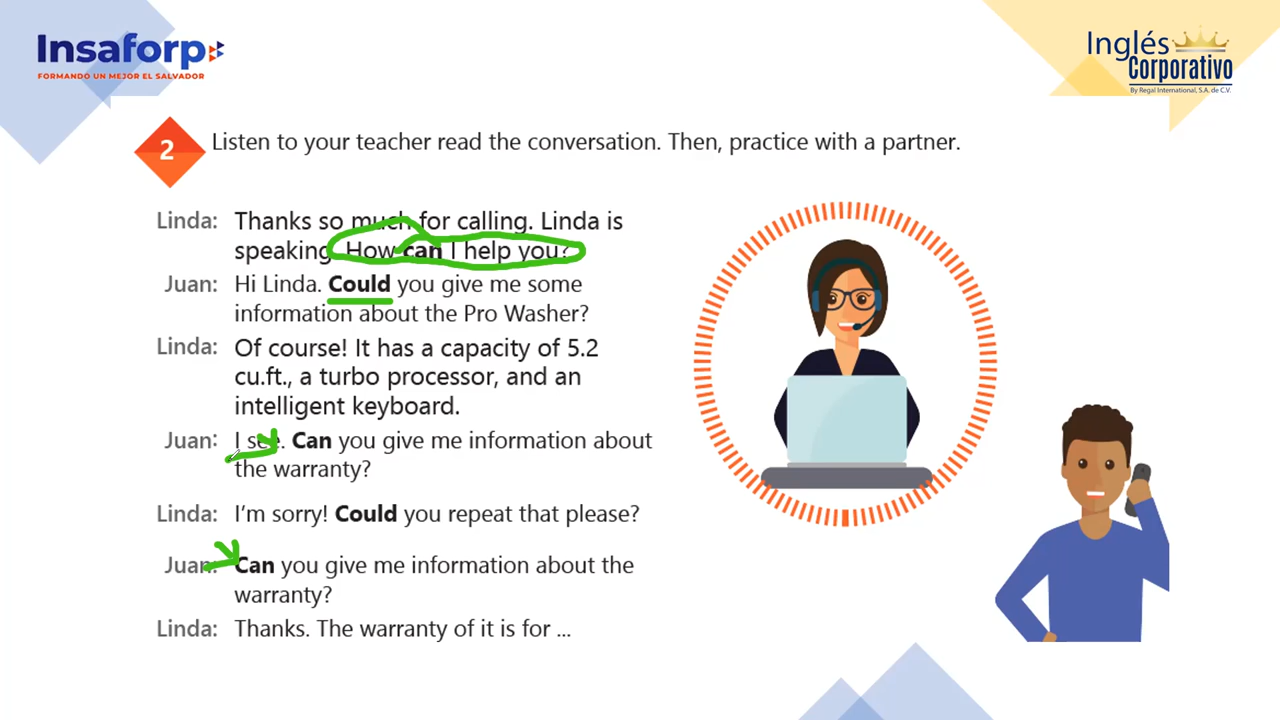 Insaforp
FORMANDO UN MEJOR EL SALVADOR
Inglés
Corporativo
By Regal International, S.A. de C.V.
2
Listen to your teacher read the conversation. Then, practice with a partner.
Linda: Thanks so much for calling. Linda is
speaking. How can I help you?
Juan: Hi Linda. Could you give me some
information about the Pro Washer?
Linda: Of course! It has a capacity of 5.2
cu.ft., a turbo processor, and an
intelligent keyboard.
Juan: I see. Can you give me information about
the warranty?
Linda: I'm sorry! Could you repeat that please?
Juan: Can you give me information about the
warranty?
Linda: Thanks. The warranty of it is for ...